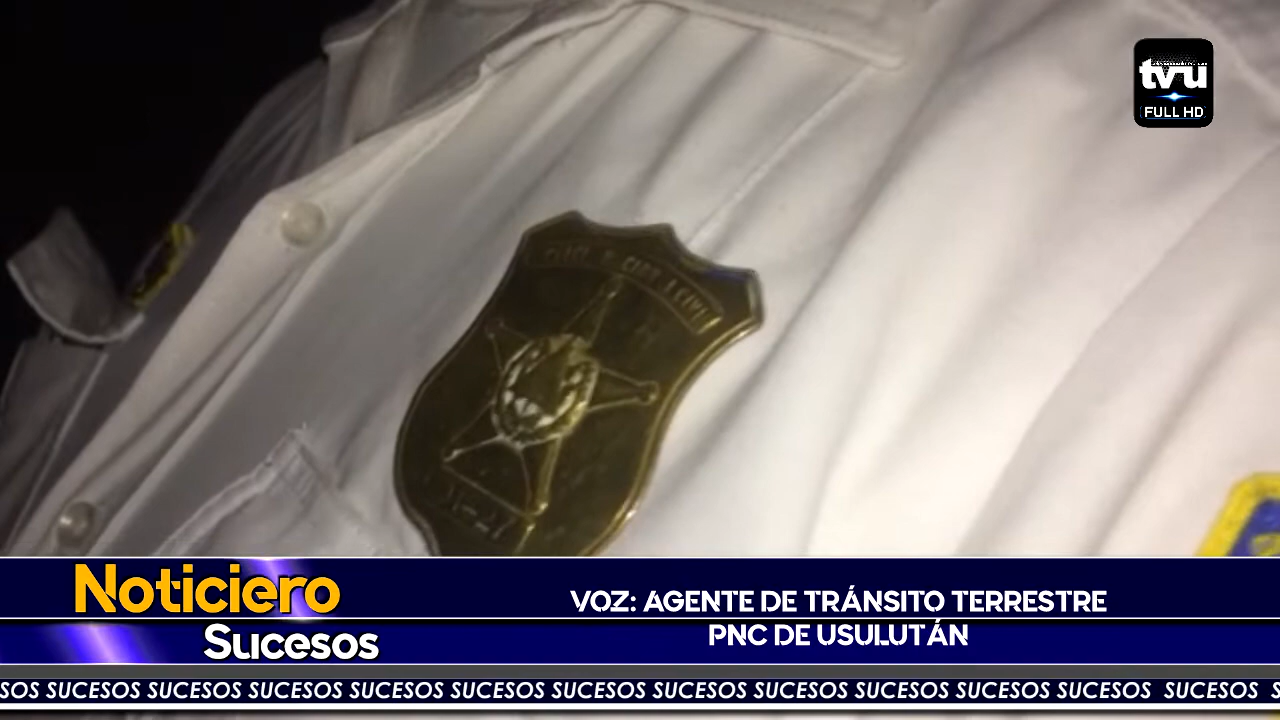 tvu
FULL HD
Noticiero
Sucesos
VOZ: AGENTE DE TRÁNSITO TERRESTRE
PNC DE USULUTÁN
SOS SUCESOS SUCESOS SUCESOS SUCESOS SUCESOS SUCESOS SUCESOS SUCESOS SUCESOS SUCESOS SUCESOS SUCESOS S